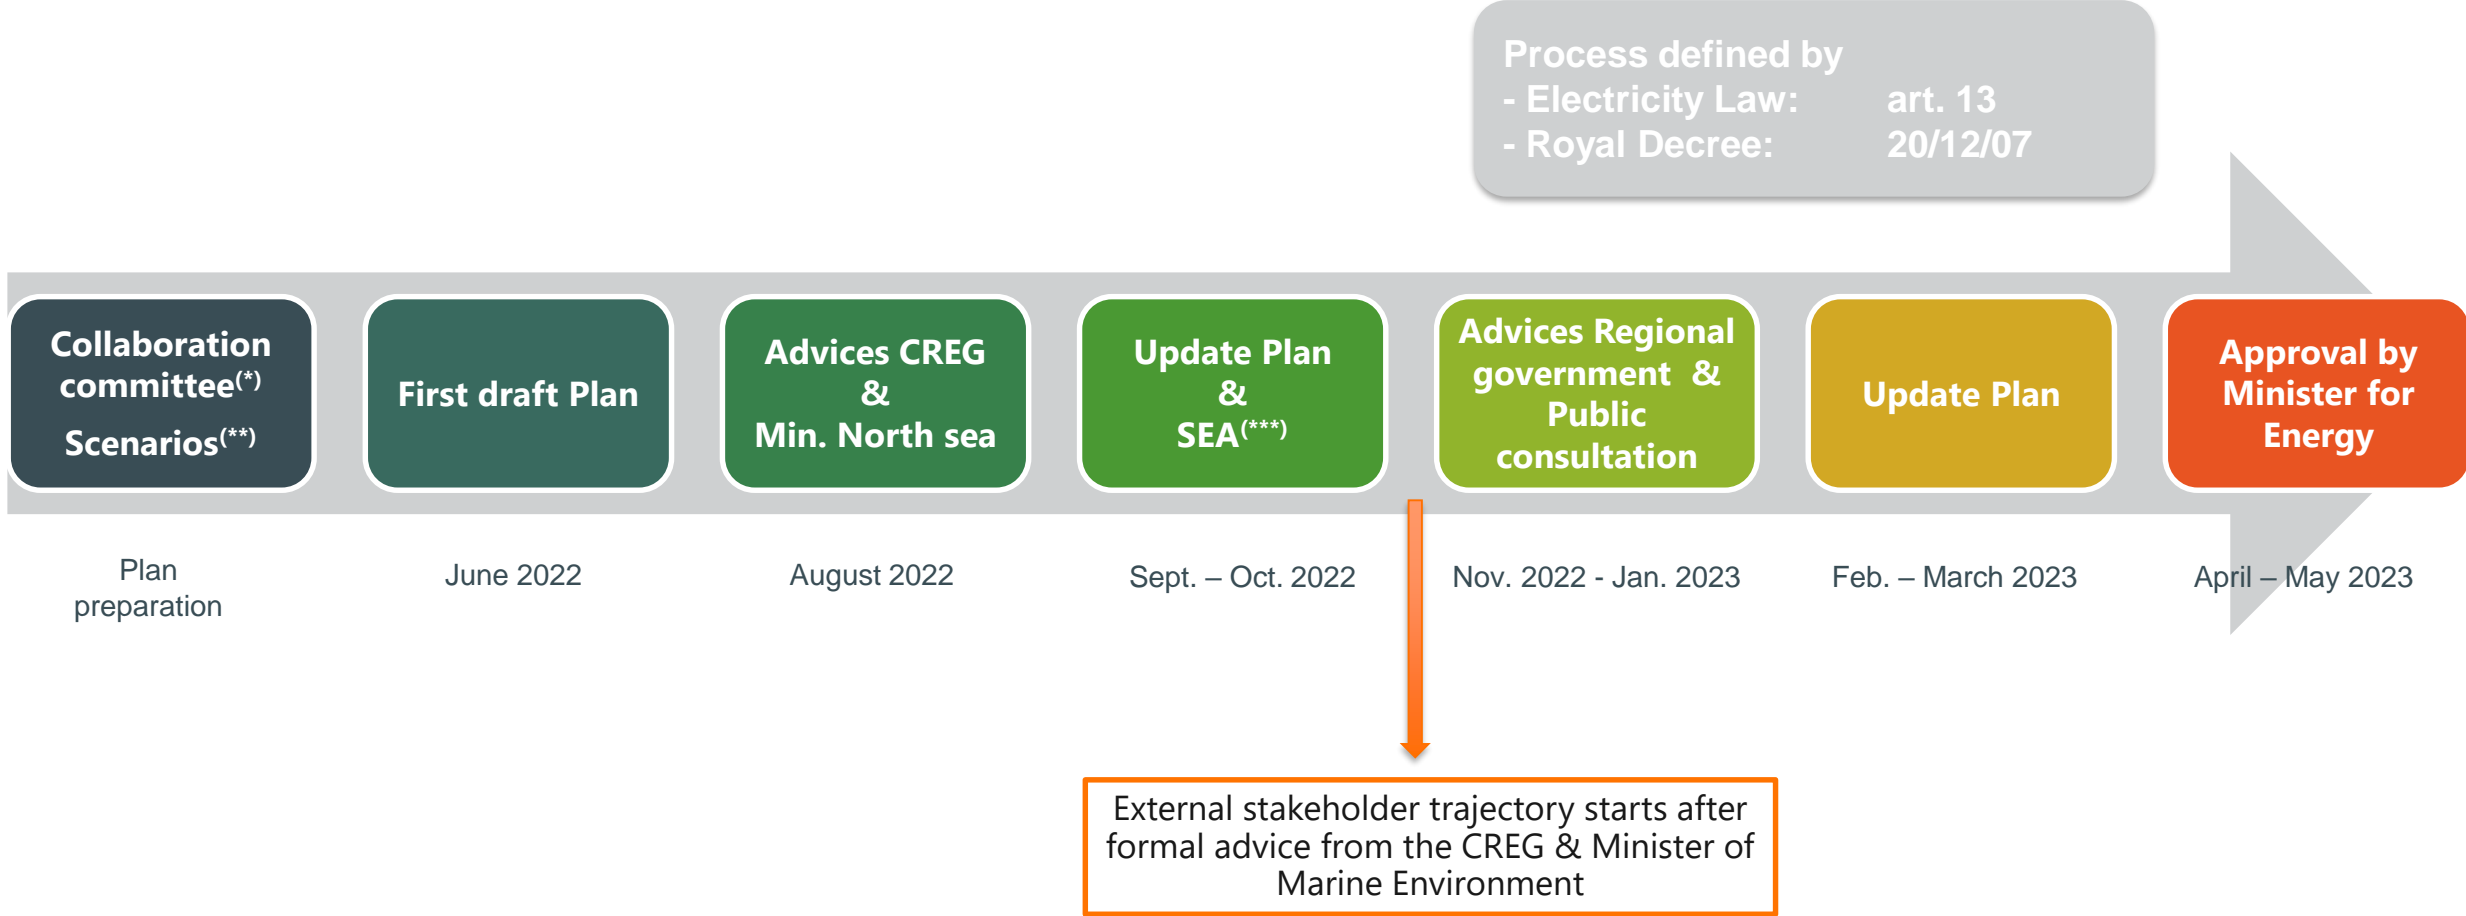 Process defined by
- Electricity Law: art. 13
- Royal Decree: 20/12/07
Collaboration
committee(*)
Scenarios(**)
First draft Plan
Advices CREG
&
Min. North sea
Update Plan
&
SEA(***)
Advices Regional
government &
Public
consultation
Update Plan
Approval by
Minister for
Energy
Plan
preparation
June 2022
August 2022
Sept. – Oct. 2022
Nov. 2022 - Jan. 2023
Feb. – March 2023
April – May 2023
External stakeholder trajectory starts after
formal advice from the CREG & Minister of
Marine Environment